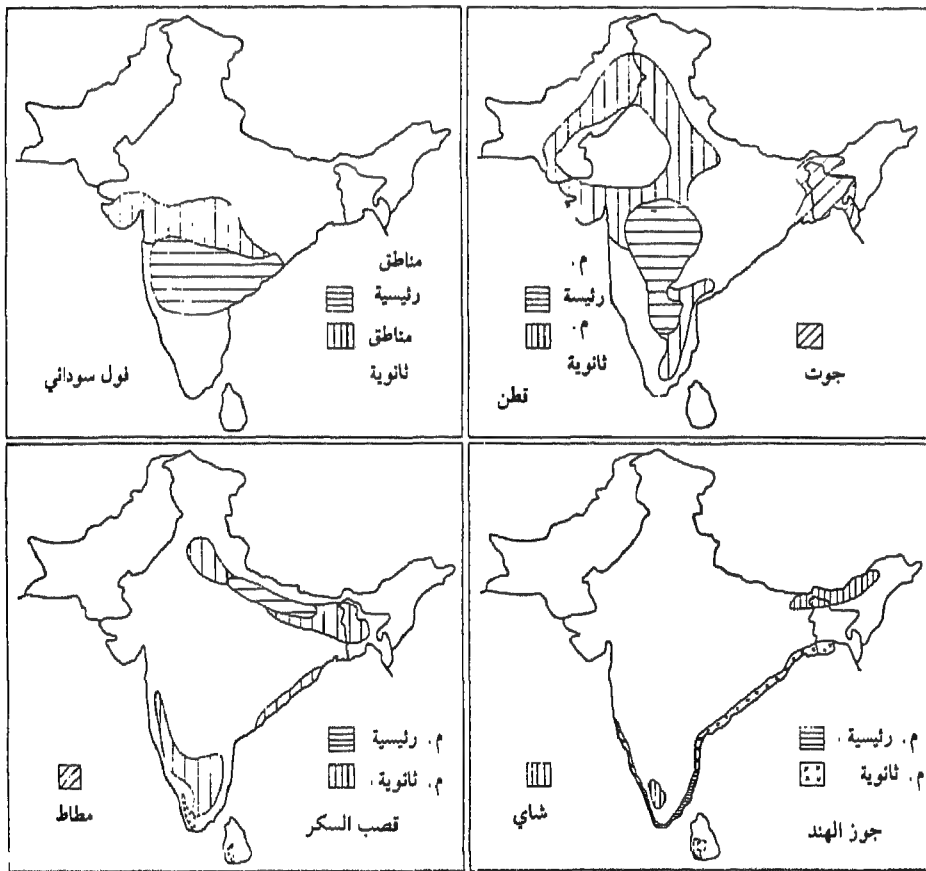 مناطق
رئيسية
مناطق
ثانوية
فول سوداني
م.
رئيسة
م.
ثانوية
جوت
قطن
م. رئيسية
م. ثانوية.
مطاط
قصب السكر
م. رئيسية.
م. ثانوية
شاي
جوز الهند